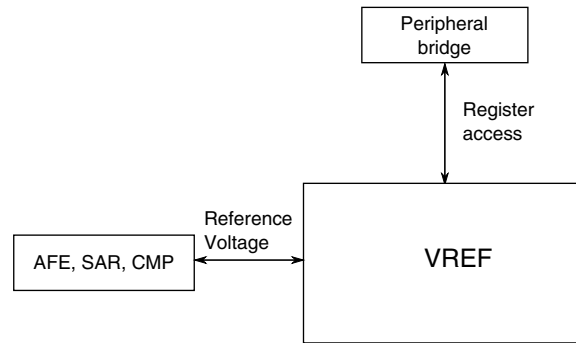 Peripheral
bridge
Register
access
Reference
Voltage
AFE, SAR, CMP
VREF